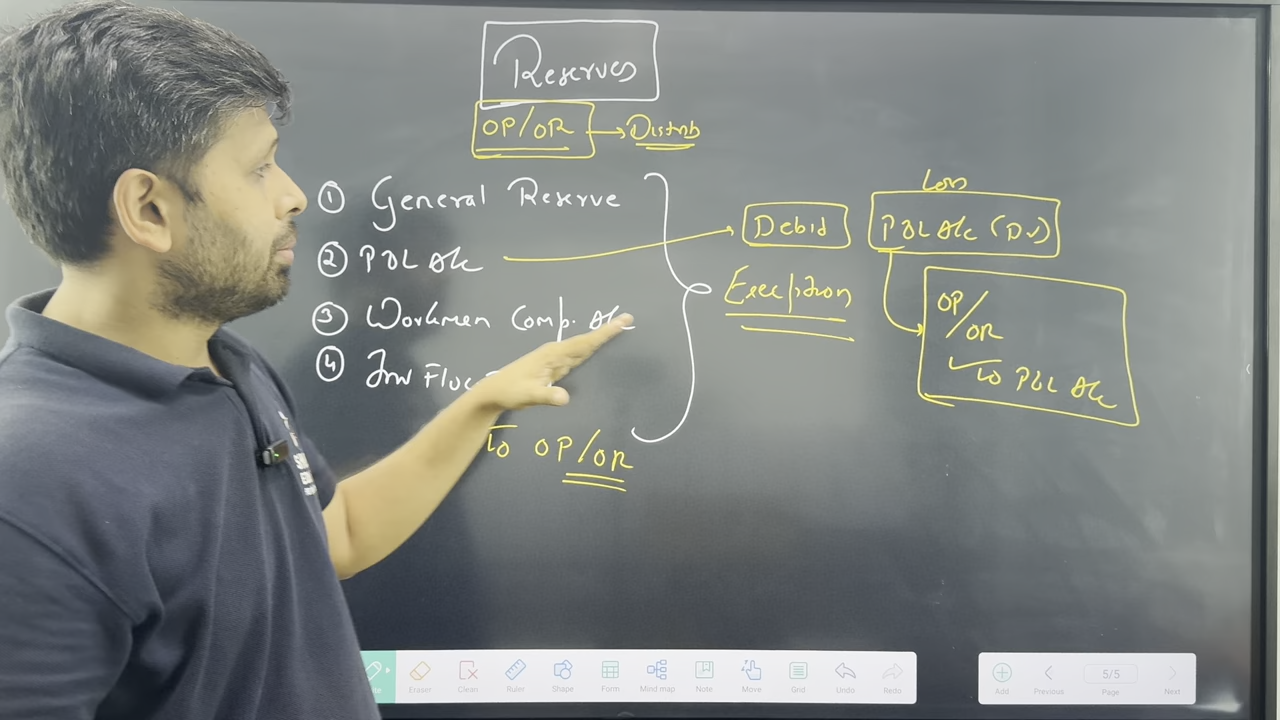 Reserves
OP/OR → Distrib
① General Reserve
② P&L A/c
③ Workmen Comp. A/c
④ Inv Fluc
To OP/OR
Debid
Exception
Loss
P&L A/c (Dr)
OP/
OR
To P&L A/c
Eraser
Clean
Ruler
Shape
Form
Mind map
Note
Move
Grid
Undo
Redo
Add
Previous
5/5
Page
Next